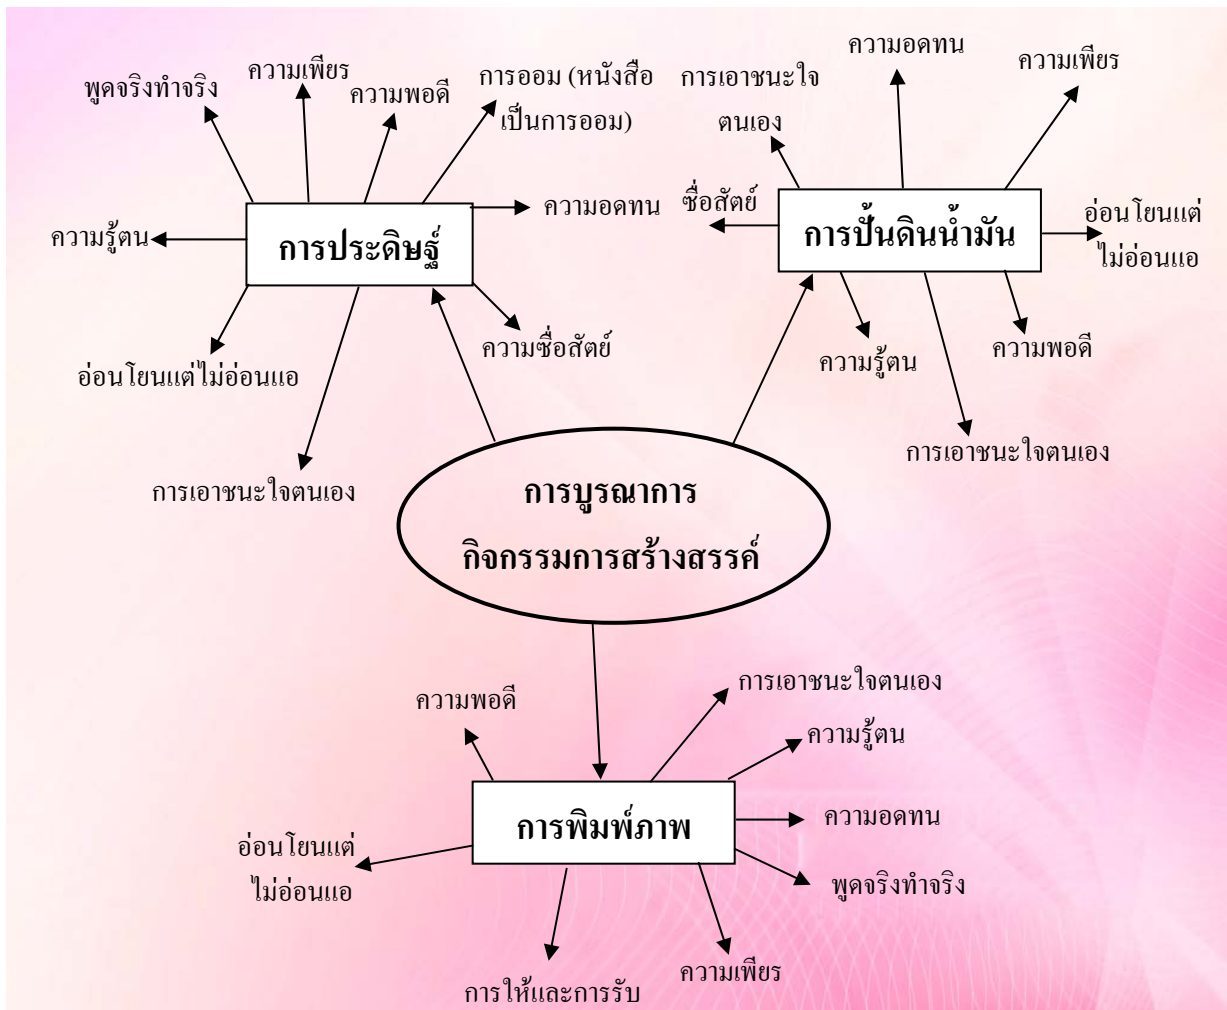 พูดจริงทำจริง
ความเพียร
ความพอดี
การออม (หนังสือ
เป็นการออม)
ความอดทน
ความรู้ตน
การประดิษฐ์
ความซื่อสัตย์
อ่อนโยนแต่ไม่อ่อนแอ
การเอาชนะใจตนเอง
การเอาชนะใจ
ตนเอง
ความอดทน
ความเพียร
ซื่อสัตย์
การปั้นดินน้ำมัน
อ่อนโยนแต่
ไม่อ่อนแอ
ความรู้ตน
ความพอดี
การเอาชนะใจตนเอง
การบูรณาการ
กิจกรรมการสร้างสรรค์
ความพอดี
การเอาชนะใจตนเอง
ความรู้ตน
การพิมพ์ภาพ
ความอดทน
อ่อนโยนแต่
ไม่อ่อนแอ
พูดจริงทำจริง
การให้และการรับ
ความเพียร